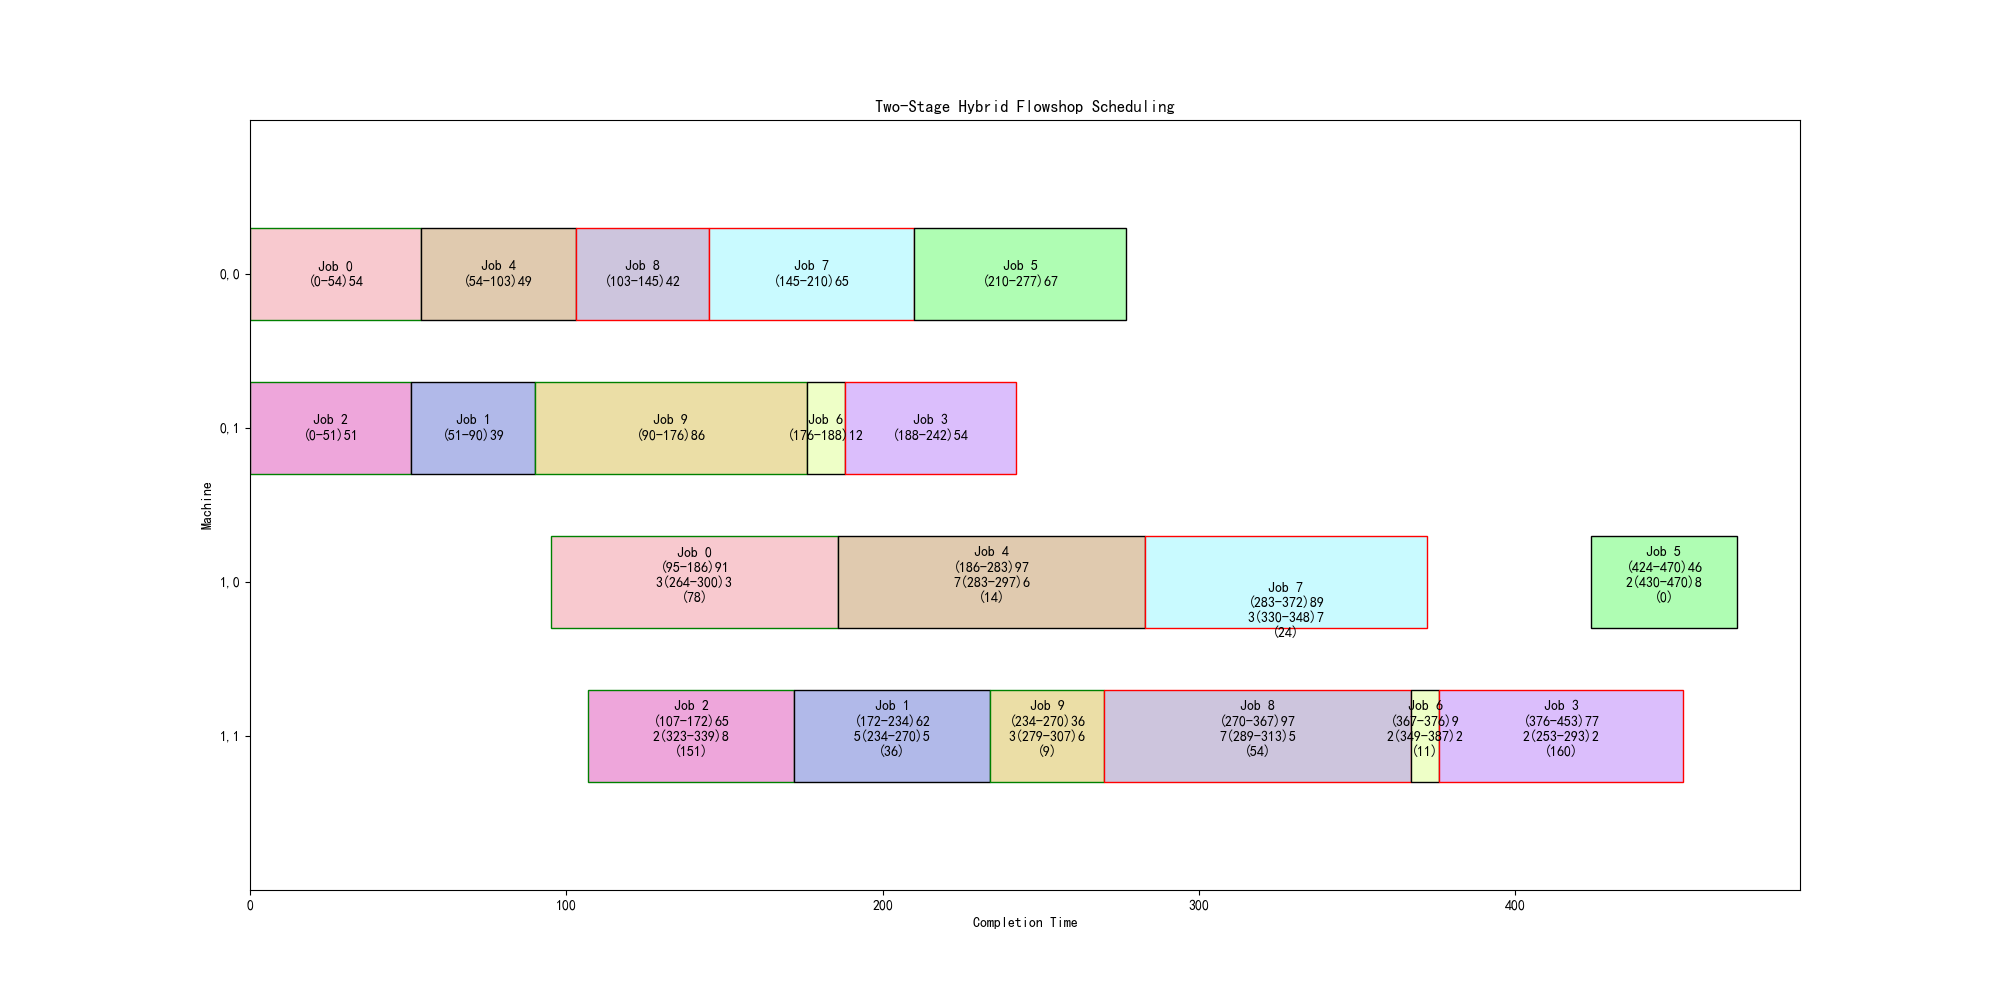 Two-Stage Hybrid Flowshop Scheduling
Machine
0,0
Job 0
(0-54)54
Job 4
(54-103)49
Job 8
(103-145)42
Job 7
(145-210)65
Job 5
(210-277)67
0,1
Job 2
(0-51)51
Job 1
(51-90)39
Job 9
(90-176)86
Job 6
(176-188)12
Job 3
(188-242)54
1,0
Job 0
(95-186)91
3(264-300)3
(78)
Job 4
(186-283)97
7(283-297)6
(14)
Job 7
(283-372)89
3(330-348)7
(24)
Job 5
(424-470)46
2(430-470)8
(0)
1,1
Job 2
(107-172)65
2(323-339)8
(151)
Job 1
(172-234)62
5(234-270)5
(36)
Job 9
(234-270)36
3(279-307)6
(9)
Job 8
(270-367)97
7(289-313)5
(54)
Job 6
(367-376)9
2(349-387)2
(11)
Job 3
(376-453)77
2(253-293)2
(160)
0
100
200
300
400
Completion Time